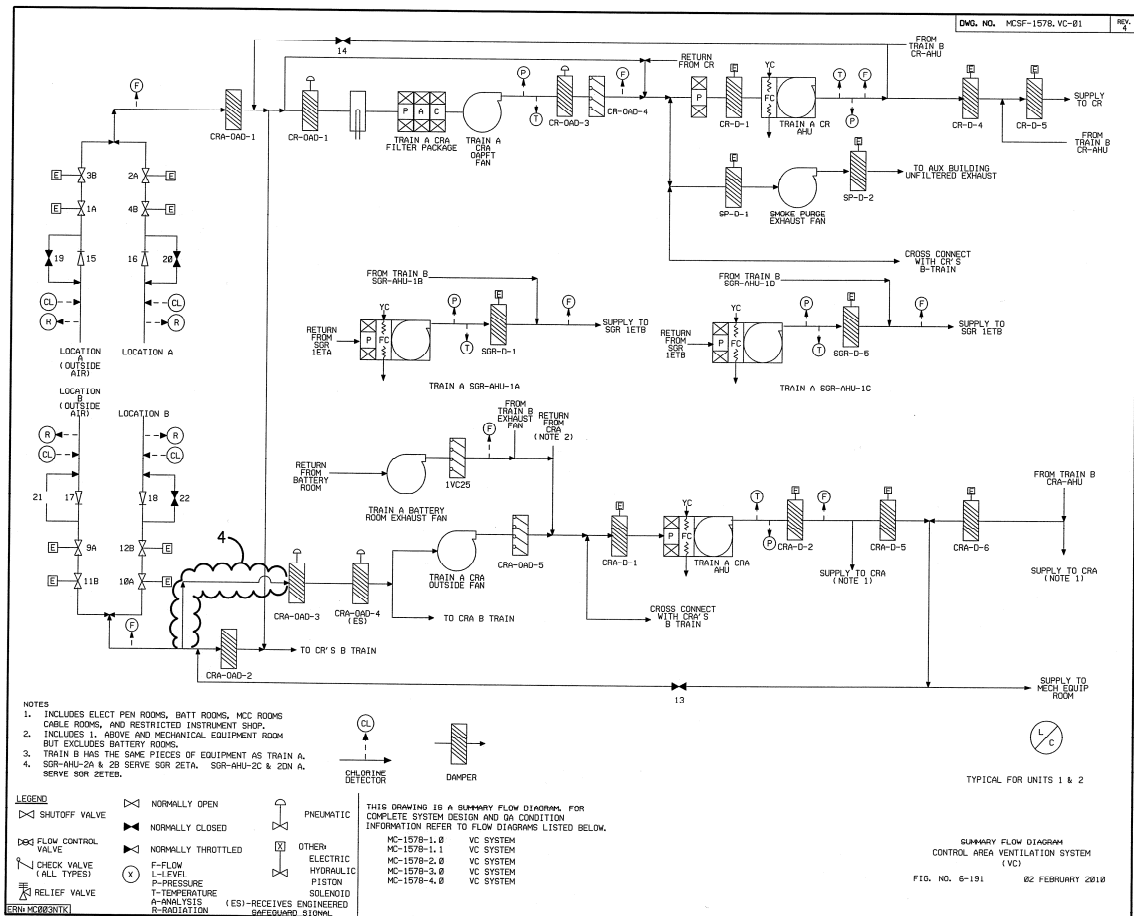 DWG. NO. MCSF-1578.VC-01
REV.
4
FROM
TRAIN B
CR-AHU
14
RETURN
FROM CR
F
CRA-OAD-1
CR-OAD-1
P A C
TRAIN A CRA
FILTER PACKAGE
TRAIN A
CRA
OAPFT
FAN
P
T
CR-OAD-3
F
CR-OAD-4
P
E
CR-D-1
YC
FC
TRAIN A CR
AHU
T
F
P
E
CR-D-4
E
CR-D-5
SUPPLY
TO CR
FROM
TRAIN B
CR-AHU
E
SP-D-1
SMOKE PURGE
EXHAUST FAN
E
SP-D-2
TO AUX BUILDING
UNFILTERED EXHAUST
CROSS CONNECT
WITH CR'S
B-TRAIN
E 3B
2A E
E 1A
4B E
19 15
16 20
CL CL
R R
LOCATION
A
(OUTSIDE
AIR)
LOCATION A
FROM TRAIN B
SGR-AHU-1B
YC
RETURN
FROM
SGR
1ETA
P FC
P
T
E
SGR-D-1
F
SUPPLY TO
SGR 1ETB
TRAIN A SGR-AHU-1A
FROM TRAIN B
SGR-AHU-1D
YC
RETURN
FROM
SGR
1ETB
P FC
P
T
E
SGR-D-6
F
SUPPLY TO
SGR 1ETB
TRAIN A SGR-AHU-1C
LOCATION
B
(OUTSIDE
AIR)
LOCATION B
R R
CL CL
21 17
18 22
E 9A
12B E
E 11B
10A E
F
4
RETURN
FROM
BATTERY
ROOM
TRAIN A BATTERY
ROOM EXHAUST FAN
1VC25
F
FROM
TRAIN B
EXHAUST
FAN
RETURN
FROM
CRA
(NOTE 2)
CRA-OAD-3
CRA-OAD-4
(ES)
TRAIN A CRA
OUTSIDE FAN
TO CRA B TRAIN
CRA-OAD-5
CROSS CONNECT
WITH CRA'S
B TRAIN
E
CRA-D-1
YC
P FC
TRAIN A CRA
AHU
T
P
E
CRA-D-2
F
SUPPLY TO CRA
(NOTE 1)
E
CRA-D-5
E
CRA-D-6
FROM TRAIN B
CRA-AHU
SUPPLY TO CRA
(NOTE 1)
CRA-OAD-2
TO CR'S B TRAIN
13
SUPPLY TO
MECH EQUIP
ROOM
NOTES
1. INCLUDES ELECT PEN ROOMS, BATT ROOMS, MCC ROOMS
CABLE ROOMS, AND RESTRICTED INSTRUMENT SHOP.
2. INCLUDES 1. ABOVE AND MECHANICAL EQUIPMENT ROOM
BUT EXCLUDES BATTERY ROOMS.
3. TRAIN B HAS THE SAME PIECES OF EQUIPMENT AS TRAIN A.
4. SGR-AHU-2A & 2B SERVE SGR 2ETA. SGR-AHU-2C & 2DN A.
SERVE SGR 2ETEB.
CL
CHLORINE
DETECTOR
DAMPER
L/C
TYPICAL FOR UNITS 1 & 2
LEGEND
SHUTOFF VALVE
FLOW CONTROL
VALVE
CHECK VALVE
(ALL TYPES)
RELIEF VALVE
NORMALLY OPEN
NORMALLY CLOSED
NORMALLY THROTTLED
X
F-FLOW
L-LEVEL
P-PRESSURE
T-TEMPERATURE
A-ANALYSIS
R-RADIATION
PNEUMATIC
X OTHER:
ELECTRIC
HYDRAULIC
PISTON
SOLENOID
(ES)-RECEIVES ENGINEERED
SAFEGUARD SIGNAL
THIS DRAWING IS A SUMMARY FLOW DIAGRAM. FOR
COMPLETE SYSTEM DESIGN AND QA CONDITION
INFORMATION REFER TO FLOW DIAGRAMS LISTED BELOW.
MC-1578-1.0 VC SYSTEM
MC-1578-1.1 VC SYSTEM
MC-1578-2.0 VC SYSTEM
MC-1578-3.0 VC SYSTEM
MC-1578-4.0 VC SYSTEM
SUMMARY FLOW DIAGRAM
CONTROL AREA VENTILATION SYSTEM
(VC)
FIG. NO. 6-191 02 FEBRUARY 2010
ERN: MC003NTK